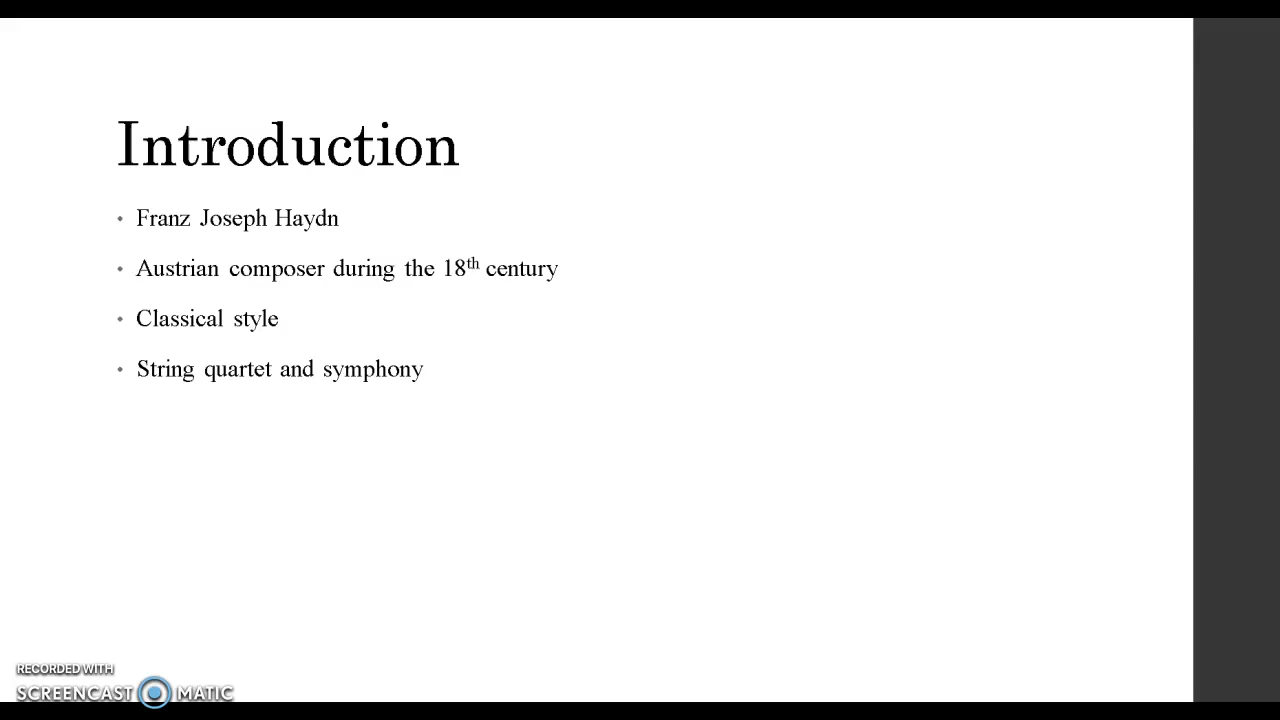 Introduction
• Franz Joseph Haydn
• Austrian composer during the 18th century
• Classical style
• String quartet and symphony
RECORDED WITH
SCREENCAST MATIC